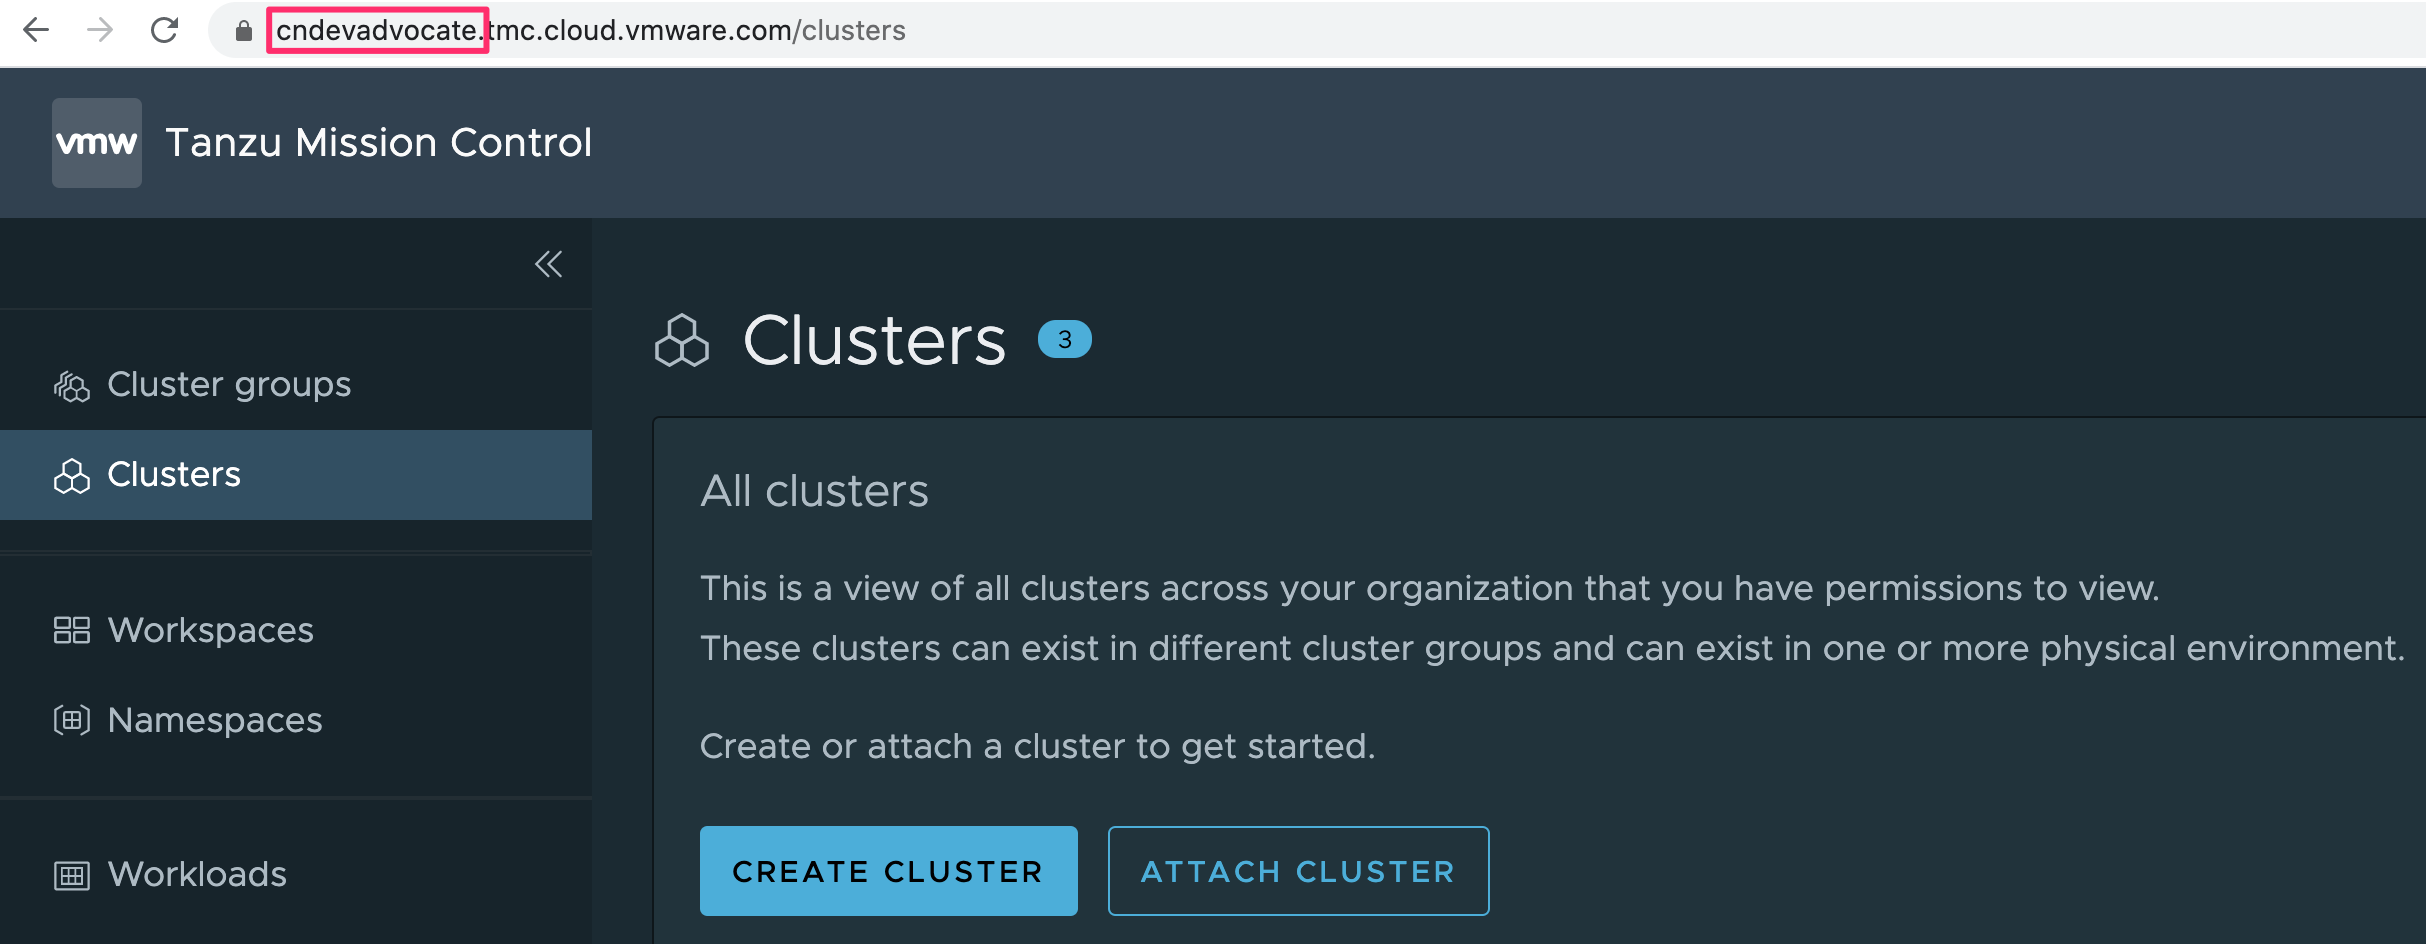 cndevadvocate.tmc.cloud.vmware.com/clusters
vmw Tanzu Mission Control
Cluster groups
Clusters
Workspaces
Namespaces
Workloads
Clusters 3
All clusters
This is a view of all clusters across your organization that you have permissions to view.
These clusters can exist in different cluster groups and can exist in one or more physical environment.
Create or attach a cluster to get started.
CREATE CLUSTER ATTACH CLUSTER